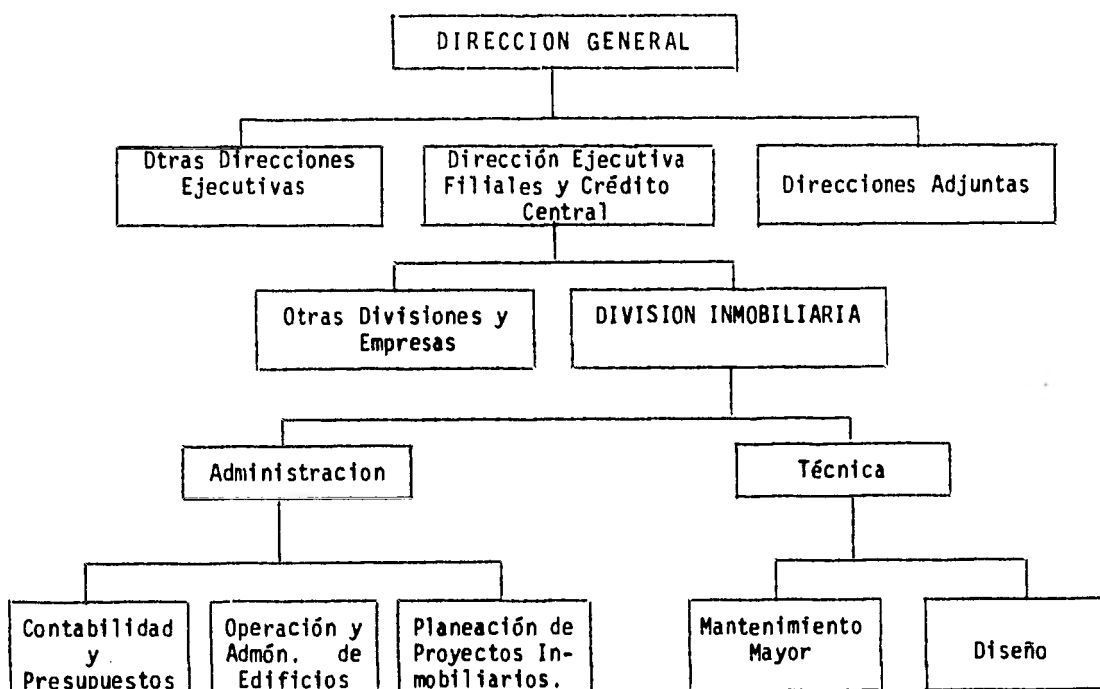 DIRECCION GENERAL
Otras Direcciones
Ejecutivas
Dirección Ejecutiva
Filiales y Crédito
Central
Direcciones Adjuntas
Otras Divisiones y
Empresas
DIVISION INMOBILIARIA
Administracion
Técnica
Contabilidad
y
Presupuestos
Operación y
Admón. de
Edificios
Planeación de
Proyectos In-
mobiliarios.
Mantenimiento
Mayor
Diseño